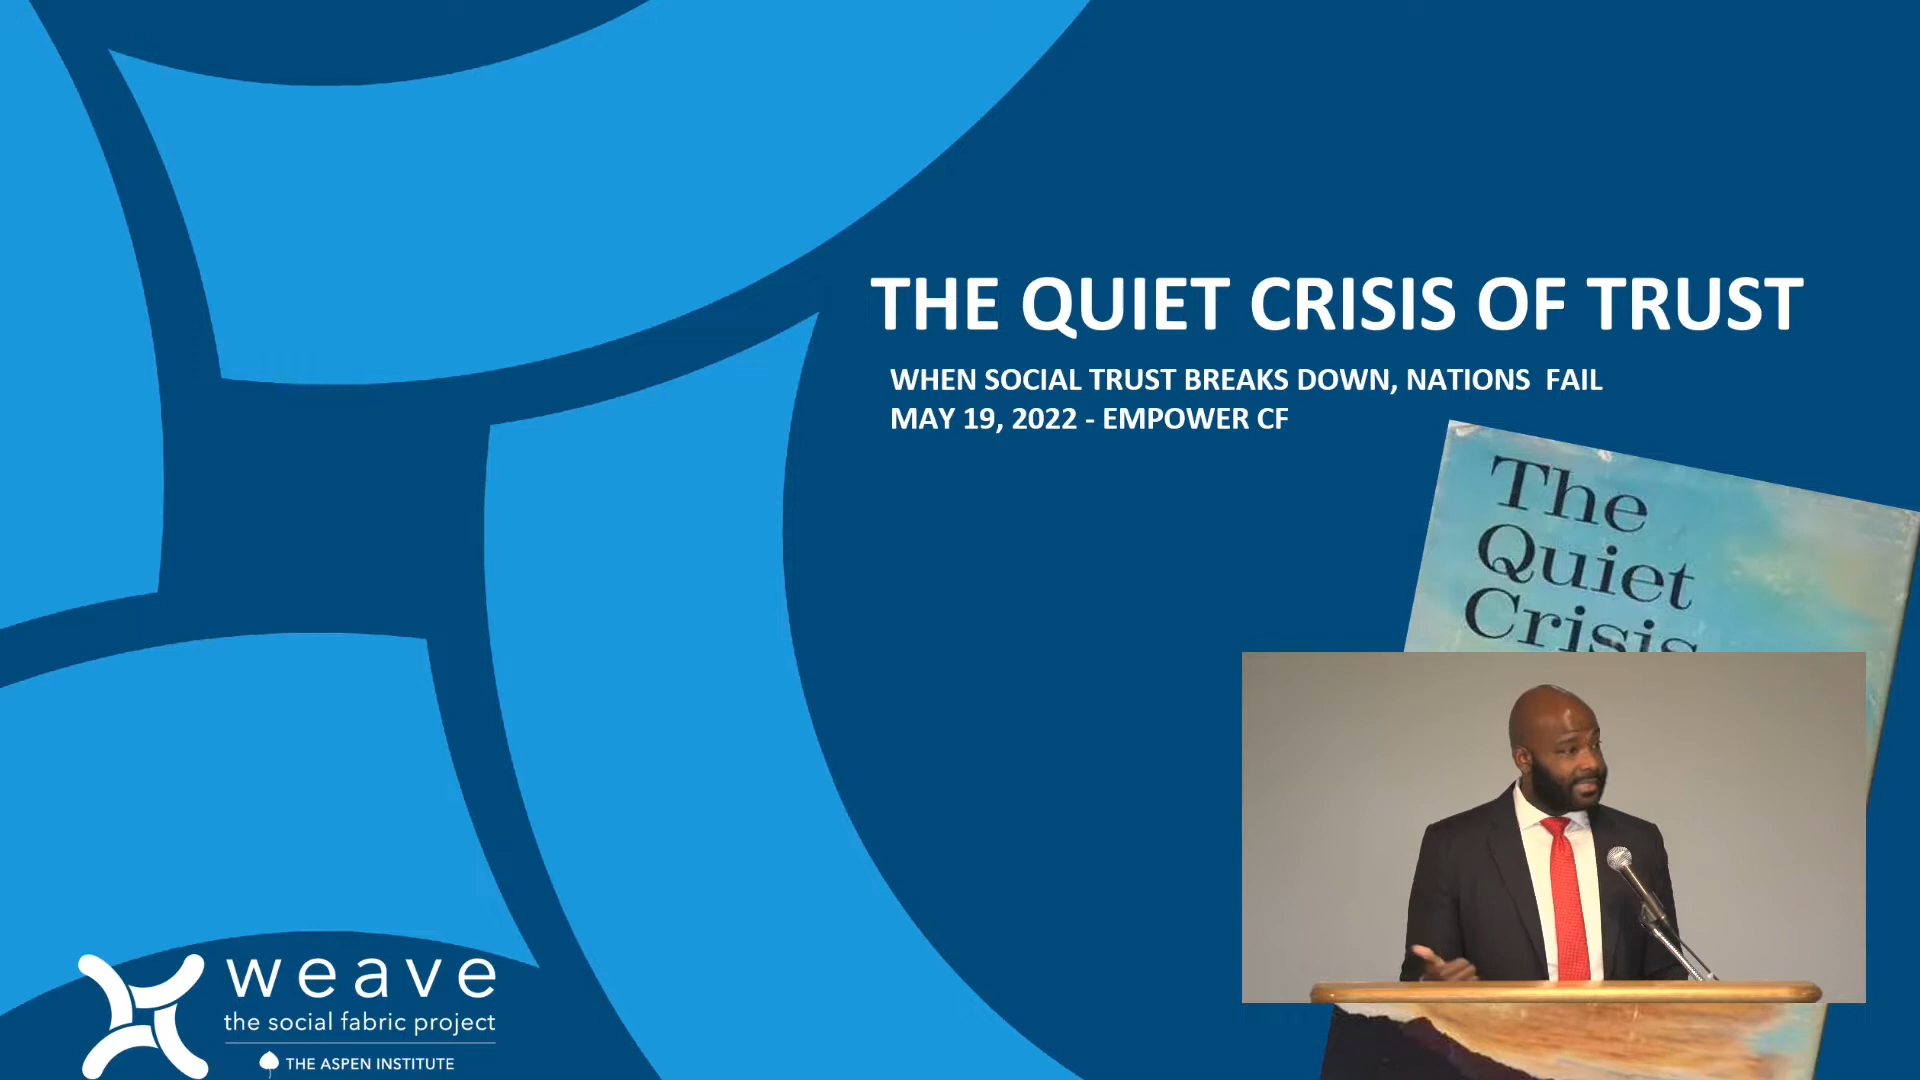 THE QUIET CRISIS OF TRUST
WHEN SOCIAL TRUST BREAKS DOWN, NATIONS FAIL
MAY 19, 2022 - EMPOWER CF
The
Quiet
Crisis
weave
the social fabric project
THE ASPEN INSTITUTE